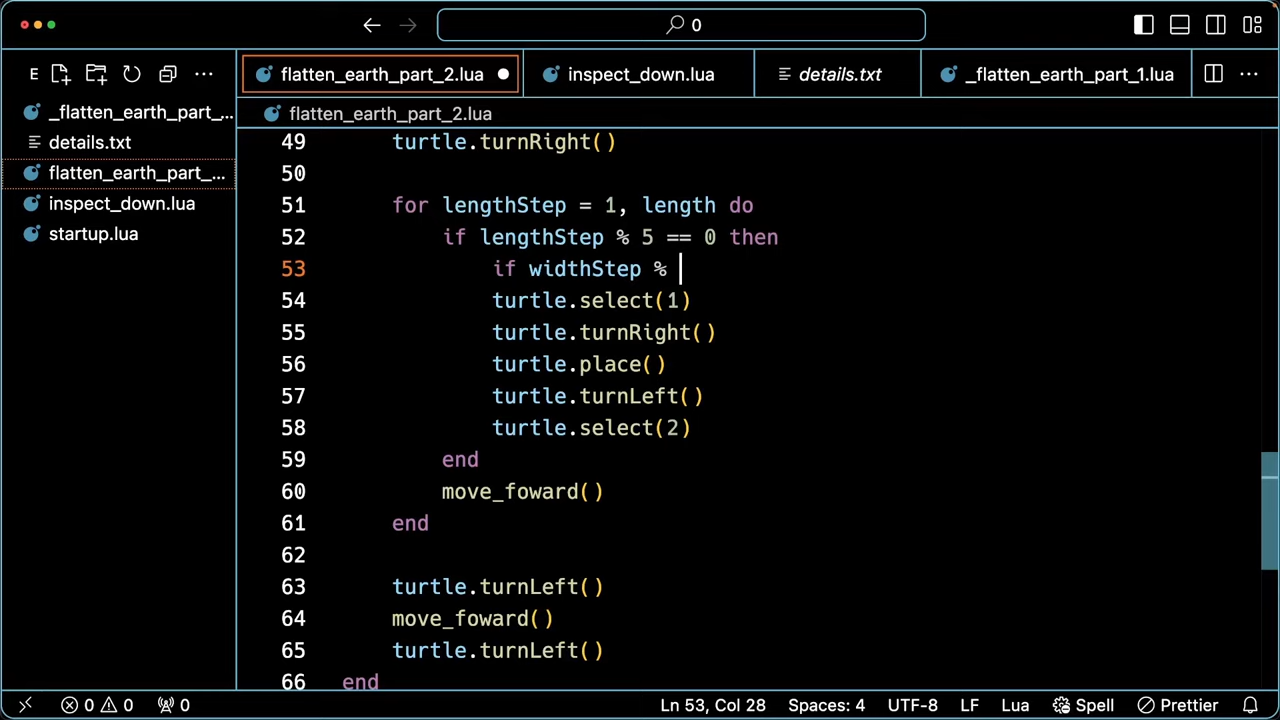 0
E
flatten_earth_part_2.lua
inspect_down.lua
details.txt
_flatten_earth_part_1.lua
_flatten_earth_part_...
details.txt
flatten_earth_part_...
inspect_down.lua
startup.lua
flatten_earth_part_2.lua
49 turtle.turnRight()
50
51 for lengthStep = 1, length do
52 if lengthStep % 5 == 0 then
53 if widthStep %
54 turtle.select(1)
55 turtle.turnRight()
56 turtle.place()
57 turtle.turnLeft()
58 turtle.select(2)
59 end
60 move_foward()
61 end
62
63 turtle.turnLeft()
64 move_foward()
65 turtle.turnLeft()
66 end
0 0 0 Ln 53, Col 28 Spaces: 4 UTF-8 LF Lua Spell Prettier